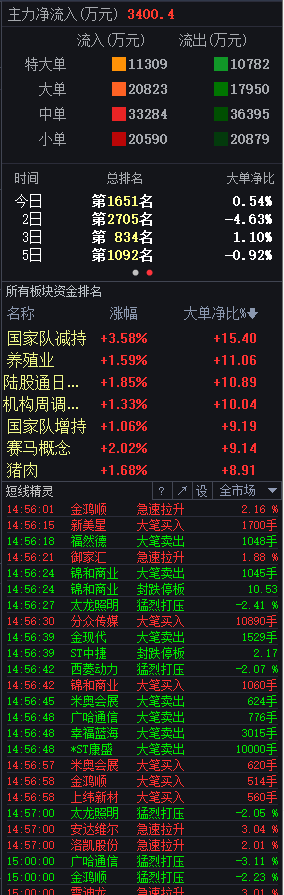 主力净流入(万元) 3400.4
流入(万元) 流出(万元)
特大单 11309 10782
大单 20823 17950
中单 33284 36395
小单 20590 20879
时间 总排名 大单净比
今日 第1651名 0.54%
2日 第2705名 -4.63%
3日 第 834名 1.10%
5日 第1092名 -0.92%
所有板块资金排名
名称 涨幅 大单净比%
国家队减持 +3.58% +15.40
养殖业 +1.59% +11.06
陆股通日... +1.85% +10.89
机构周调... +1.33% +10.04
国家队增持 +1.06% +9.19
赛马概念 +2.02% +9.14
猪肉 +1.68% +8.91
短线精灵 ? 设 全市场
14:56:01 金鸿顺 急速拉升 2.16 %
14:56:15 新美星 大笔买入 1700手
14:56:18 福然德 大笔卖出 1048手
14:56:21 御家汇 急速拉升 1.88 %
14:56:24 锦和商业 大笔卖出 1045手
14:56:24 锦和商业 封跌停板 10.53
14:56:27 太龙照明 猛烈打压 -2.41 %
14:56:30 分众传媒 大笔买入 10890手
14:56:39 金现代 大笔卖出 1529手
14:56:39 ST中捷 封跌停板 2.17
14:56:42 西菱动力 猛烈打压 -2.07 %
14:56:42 锦和商业 大笔买入 1060手
14:56:45 米奥会展 大笔卖出 624手
14:56:48 广哈通信 大笔卖出 776手
14:56:48 幸福蓝海 大笔卖出 3015手
14:56:48 *ST康盛 大笔卖出 10000手
14:56:57 米奥会展 大笔买入 620手
14:56:58 金鸿顺 大笔买入 514手
14:56:58 上纬新材 大笔买入 560手
14:57:00 太龙照明 猛烈打压 -2.05 %
14:57:00 安达维尔 急速拉升 3.04 %
14:57:00 洛凯股份 急速拉升 2.01 %
15:00:00 广哈通信 猛烈打压 -3.11 %
15:00:00 金鸿顺 猛烈打压 -2.23 %
15:00:00 雷迪龙 急速拉升 3.01 %